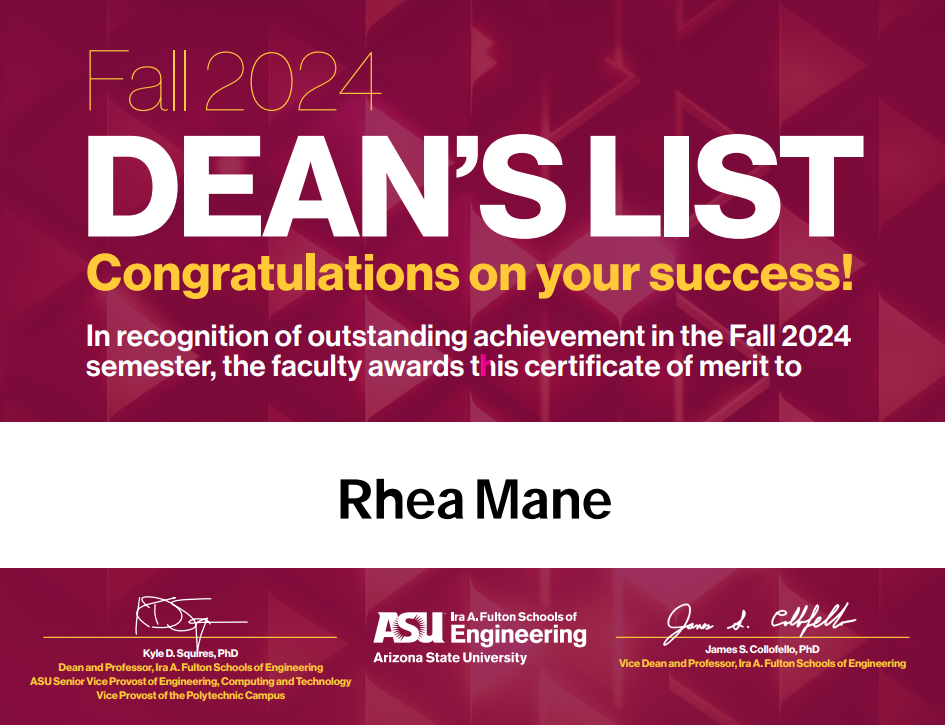 Fall 2024
DEAN'S LIST
Congratulations on your success!
In recognition of outstanding achievement in the Fall 2024
semester, the faculty awards this certificate of merit to
Rhea Mane
Kyle D. Squires, PhD
Dean and Professor, Ira A. Fulton Schools of Engineering
ASU Senior Vice Provost of Engineering, Computing and Technology
Vice Provost of the Polytechnic Campus
ASU Ira A. Fulton Schools of
Engineering
Arizona State University
James S. Collofello
James S. Collofello, PhD
Vice Dean and Professor, Ira A. Fulton Schools of Engineering